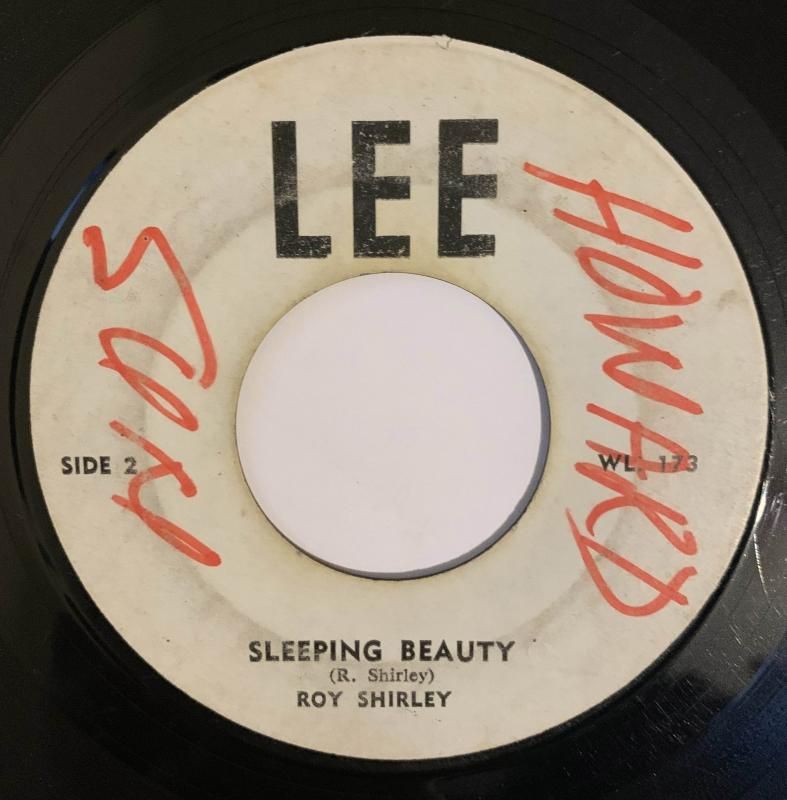 LEE
HOWARD
SIDE 2
WL. 173
SLEEPING BEAUTY
(R. Shirley)
ROY SHIRLEY